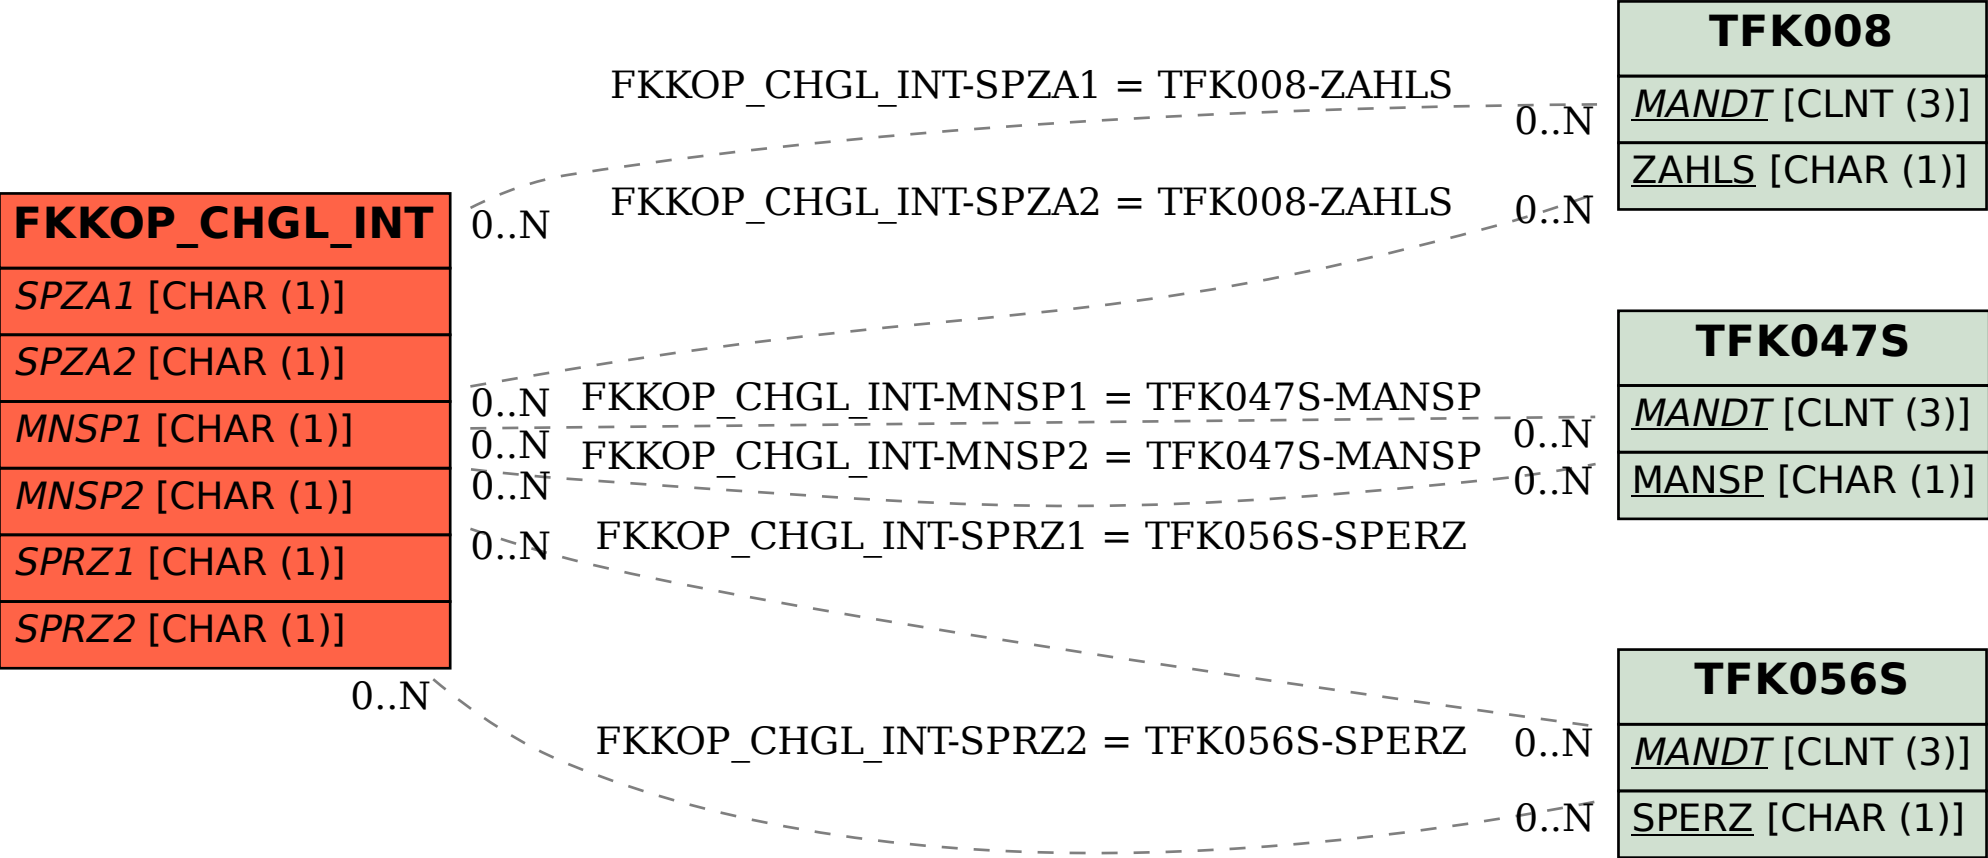 FKKOP_CHGL_INT
SPZA1 [CHAR (1)]
SPZA2 [CHAR (1)]
MNSP1 [CHAR (1)]
MNSP2 [CHAR (1)]
SPRZ1 [CHAR (1)]
SPRZ2 [CHAR (1)]
FKKOP_CHGL_INT-SPZA1 = TFK008-ZAHLS
0..N
0..N
FKKOP_CHGL_INT-SPZA2 = TFK008-ZAHLS
0..N
0..N
FKKOP_CHGL_INT-MNSP1 = TFK047S-MANSP
0..N
0..N
FKKOP_CHGL_INT-MNSP2 = TFK047S-MANSP
0..N
0..N
FKKOP_CHGL_INT-SPRZ1 = TFK056S-SPERZ
0..N
0..N
FKKOP_CHGL_INT-SPRZ2 = TFK056S-SPERZ
0..N
0..N
TFK008
MANDT [CLNT (3)]
ZAHLS [CHAR (1)]
TFK047S
MANDT [CLNT (3)]
MANSP [CHAR (1)]
TFK056S
MANDT [CLNT (3)]
SPERZ [CHAR (1)]